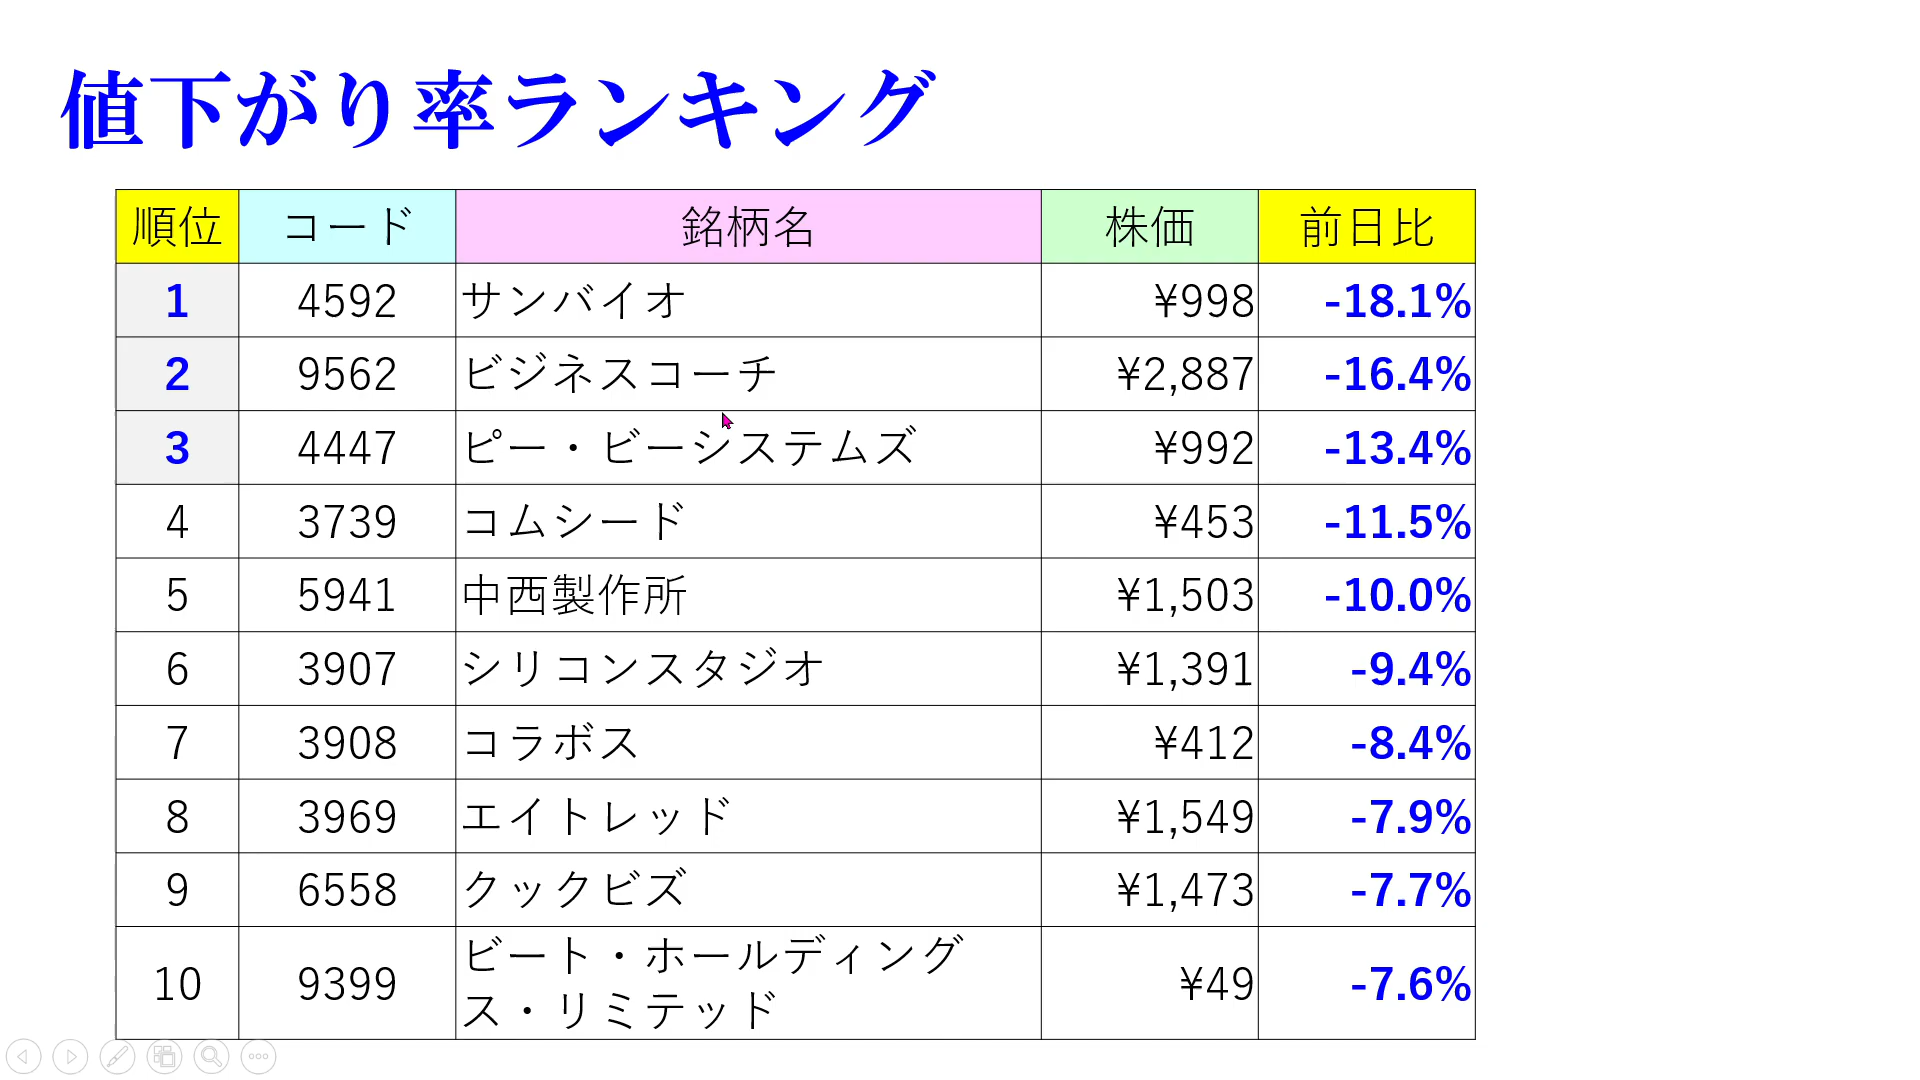 値下がり率ランキング
順位 コード 銘柄名 株価 前日比
1 4592 サンバイオ ¥998 -18.1%
2 9562 ビジネスコーチ ¥2,887 -16.4%
3 4447 ピー・ビーシステムズ ¥992 -13.4%
4 3739 コムシード ¥453 -11.5%
5 5941 中西製作所 ¥1,503 -10.0%
6 3907 シリコンスタジオ ¥1,391 -9.4%
7 3908 コラボス ¥412 -8.4%
8 3969 エイトレッド ¥1,549 -7.9%
9 6558 クックビズ ¥1,473 -7.7%
10 9399 ビート・ホールディング
ス・リミテッド ¥49 -7.6%